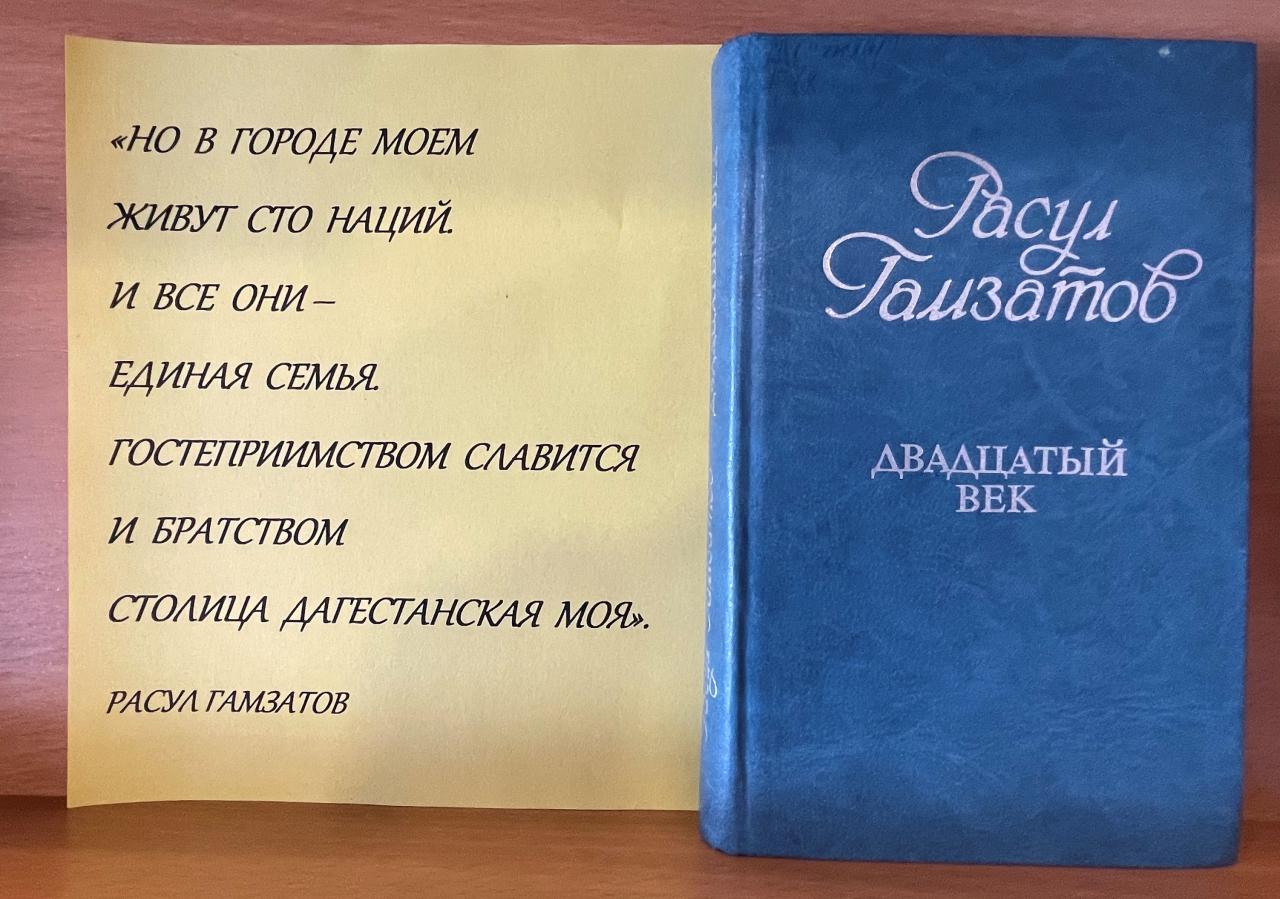 «НО В ГОРОДЕ МОЕМ
ЖИВУТ СТО НАЦИЙ.
И ВСЕ ОНИ –
ЕДИНАЯ СЕМЬЯ.
ГОСТЕПРИИМСТВОМ СЛАВИТСЯ
И БРАТСТВОМ
СТОЛИЦА ДАГЕСТАНСКАЯ МОЯ».
РАСУЛ ГАМЗАТОВ
Расул
Гамзатов
ДВАДЦАТЫЙ
ВЕК